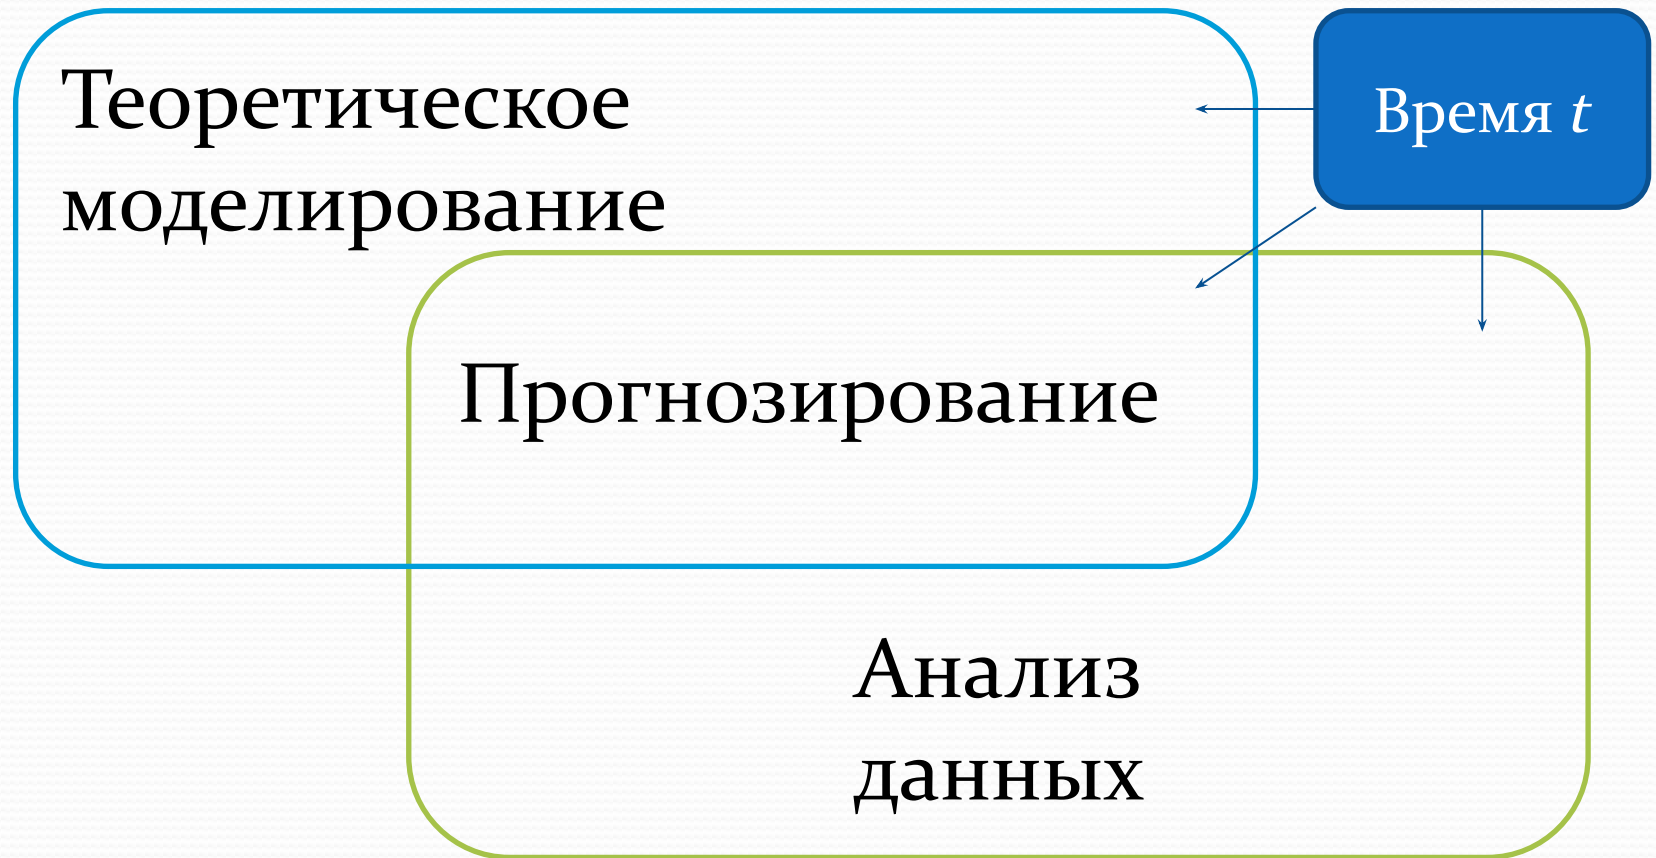 Теоретическое
моделирование
Время t
Прогнозирование
Анализ
данных